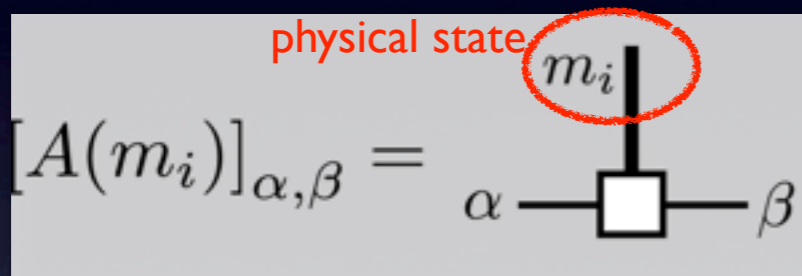 physical state
m_i
[A(m_i)]_{α,β} =
α β